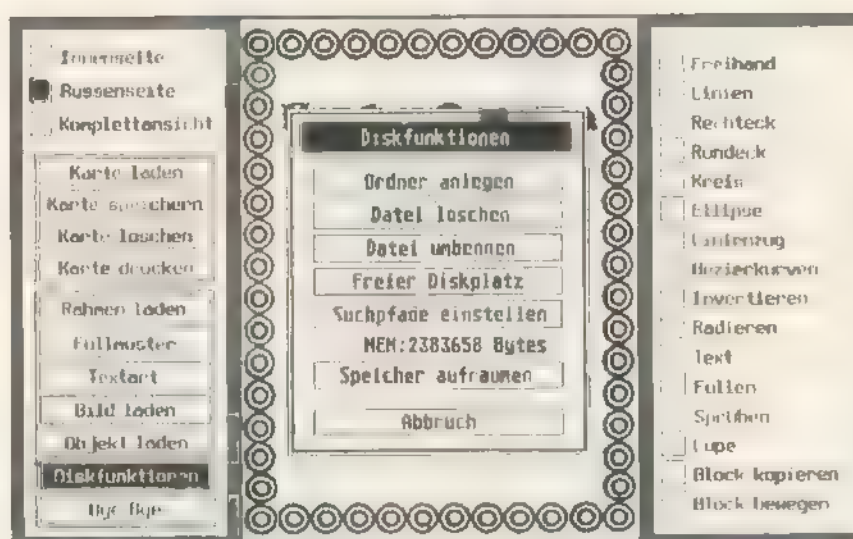 Innenseite
Aussenseite
Komplettansicht
Karte laden
Karte speichern
Karte loschen
Karte drucken
Rahmen laden
Fullmuster
Textart
Bild laden
Objekt laden
Diskfunktionen
Bye Bye
Diskfunktionen
Ordner anlegen
Datei loschen
Datei umbennen
Freier Diskplatz
Suchpfade einstellen
MEM:2383658 Bytes
Speicher aufraumen
Abbruch
Freihand
Linien
Rechteck
Rundeck
Kreis
Ellipse
Linienzug
Bezierkurven
Invertieren
Radieren
Text
Fullen
Spruhen
Lupe
Block kopieren
Block bewegen